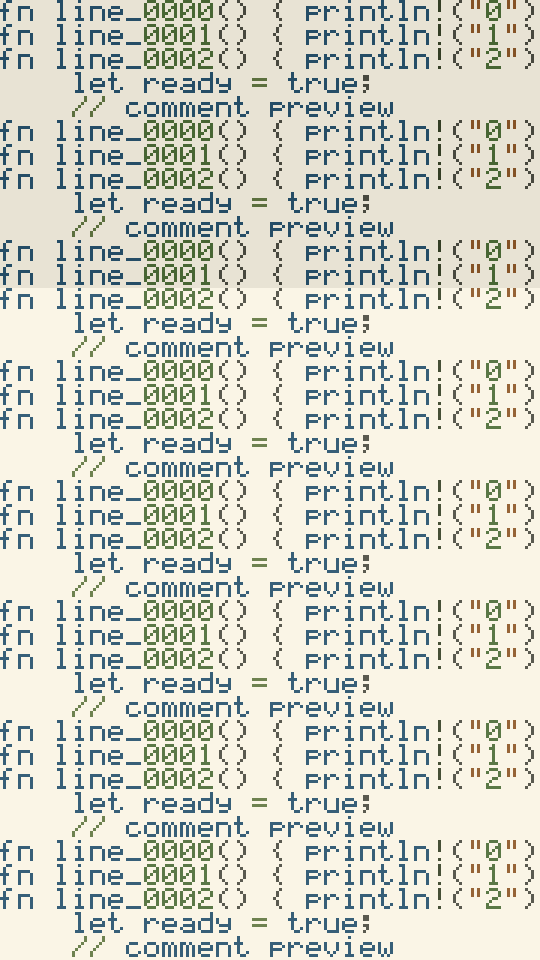 fn line_0000() { println!("0")
fn line_0001() { println!("1")
fn line_0002() { println!("2")
let ready = true;
// comment preview
fn line_0000() { println!("0")
fn line_0001() { println!("1")
fn line_0002() { println!("2")
let ready = true;
// comment preview
fn line_0000() { println!("0")
fn line_0001() { println!("1")
fn line_0002() { println!("2")
let ready = true;
// comment preview
fn line_0000() { println!("0")
fn line_0001() { println!("1")
fn line_0002() { println!("2")
let ready = true;
// comment preview
fn line_0000() { println!("0")
fn line_0001() { println!("1")
fn line_0002() { println!("2")
let ready = true;
// comment preview
fn line_0000() { println!("0")
fn line_0001() { println!("1")
fn line_0002() { println!("2")
let ready = true;
// comment preview
fn line_0000() { println!("0")
fn line_0001() { println!("1")
fn line_0002() { println!("2")
let ready = true;
// comment preview
fn line_0000() { println!("0")
fn line_0001() { println!("1")
fn line_0002() { println!("2")
let ready = true;
// comment preview